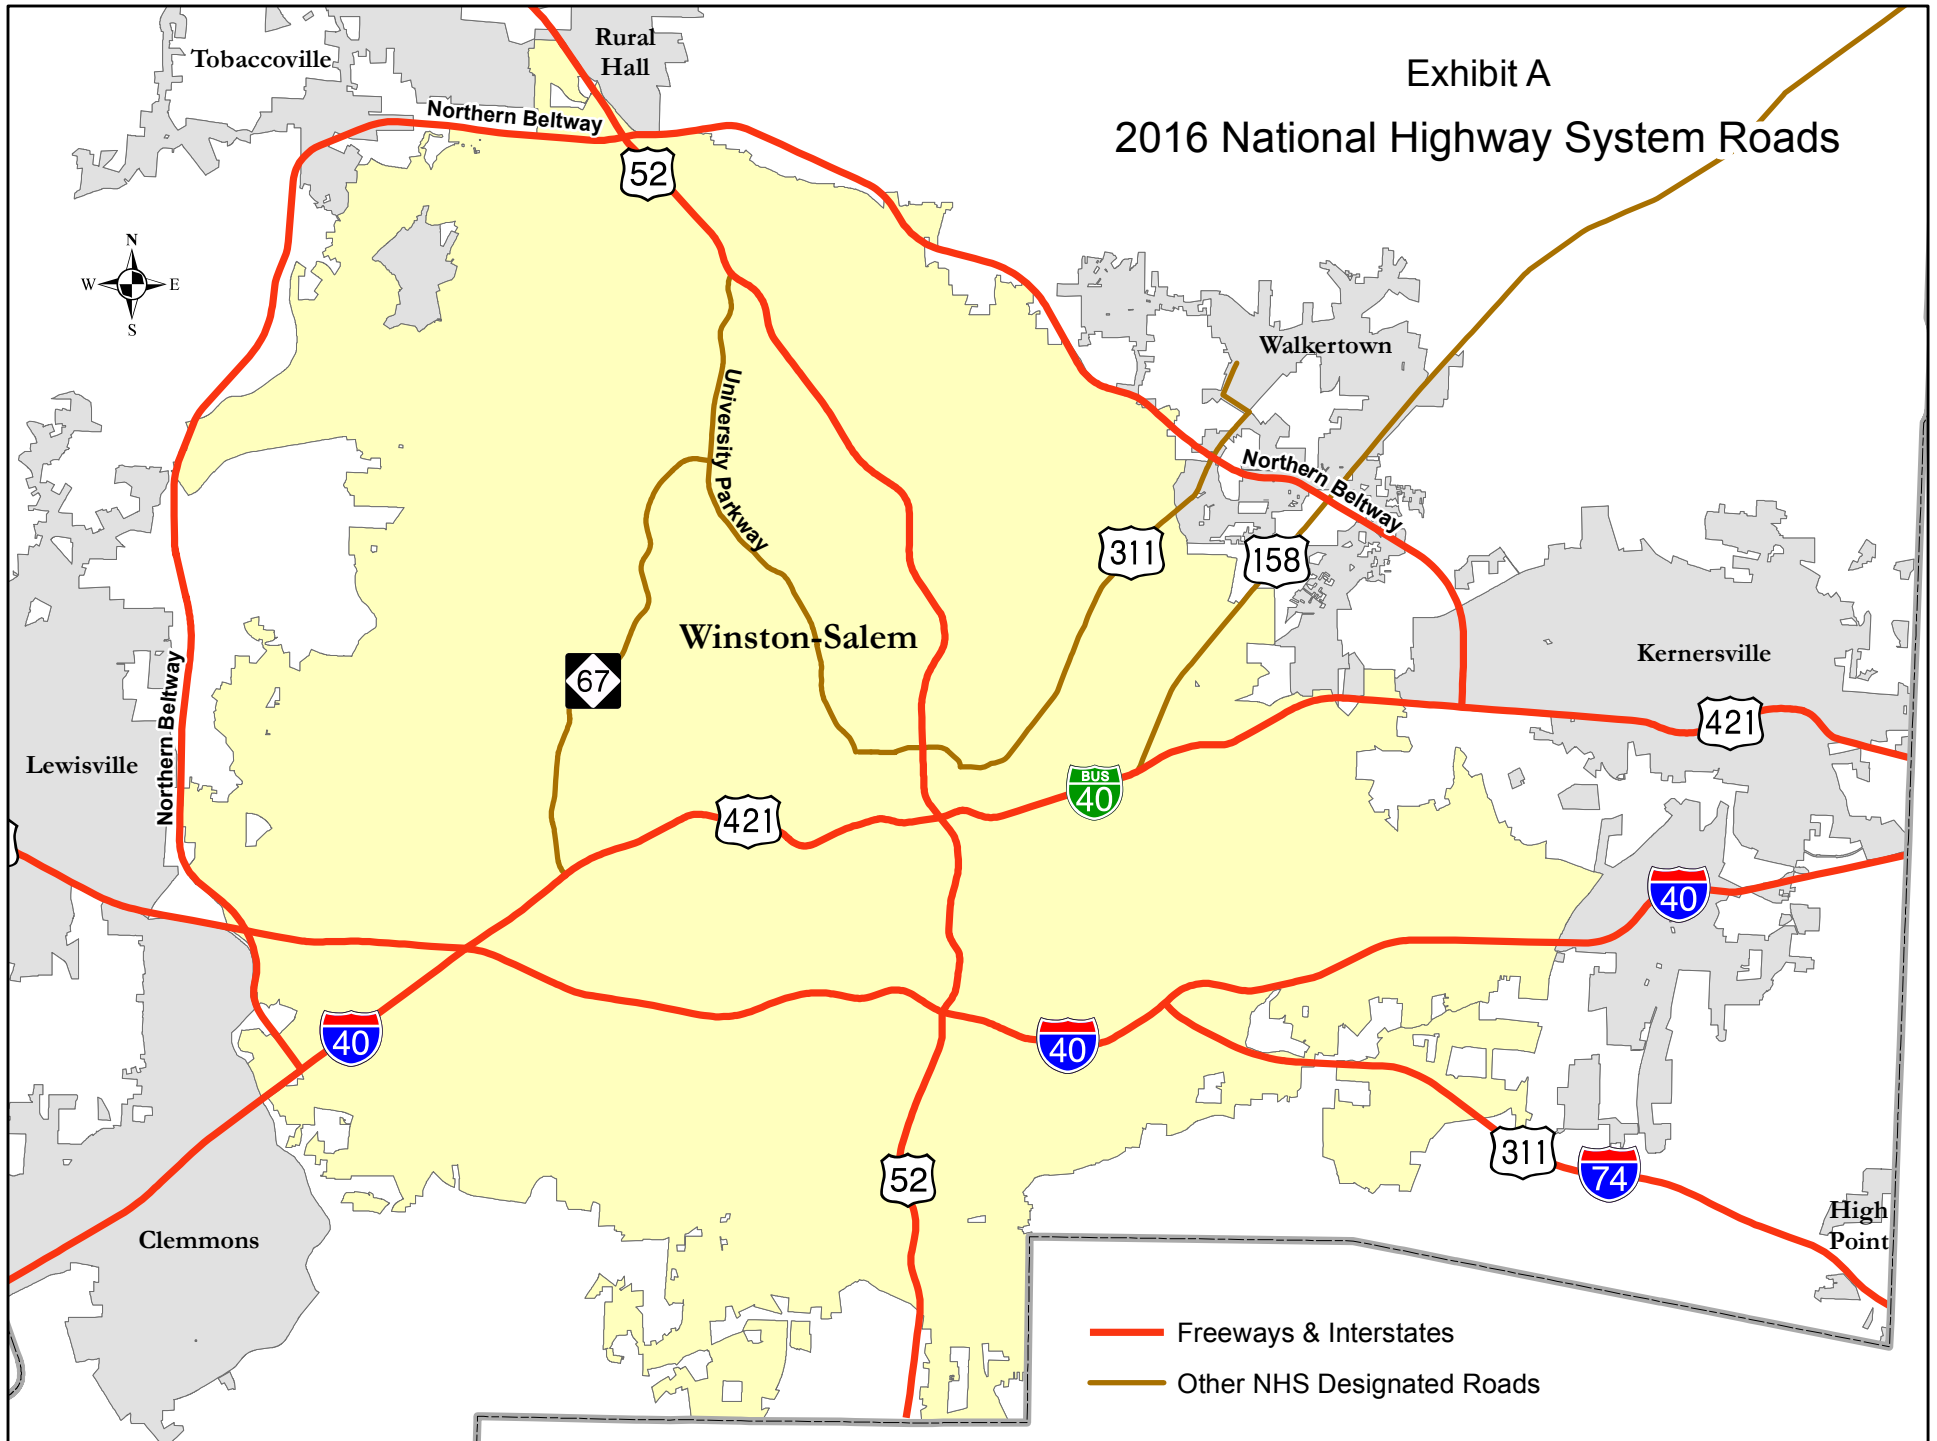 Exhibit A
2016 National Highway System Roads
Tobaccoville
Rural
Hall
Northern Beltway
52
N
W E
S
Walkertown
University Parkway
Northern Beltway
311
158
Winston-Salem
67
Kernersville
421
Northern Beltway
Lewisville
BUS
40
421
40
40
40
311
74
52
High
Point
Clemmons
Freeways & Interstates
Other NHS Designated Roads